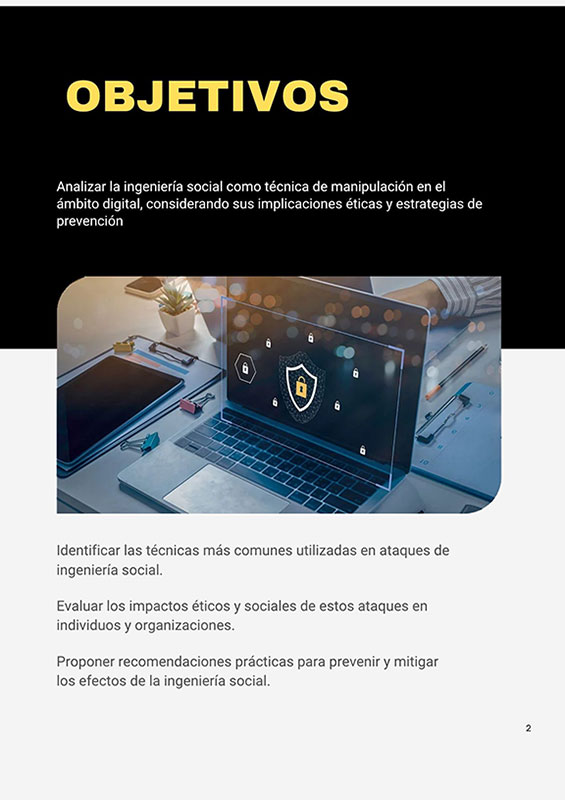 OBJETIVOS
Analizar la ingeniería social como técnica de manipulación en el
ámbito digital, considerando sus implicaciones éticas y estrategias de
prevención
Identificar las técnicas más comunes utilizadas en ataques de
ingeniería social.
Evaluar los impactos éticos y sociales de estos ataques en
individuos y organizaciones.
Proponer recomendaciones prácticas para prevenir y mitigar
los efectos de la ingeniería social.
2